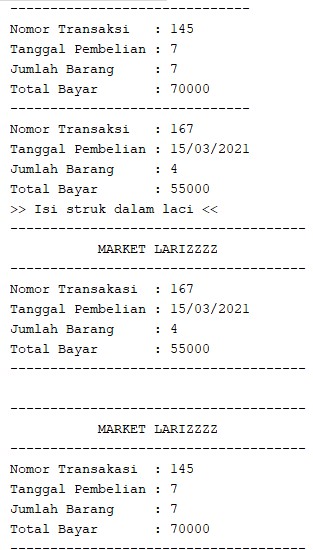 ------------------------------
Nomor Transaksi   : 145
Tanggal Pembelian : 7
Jumlah Barang     : 7
Total Bayar       : 70000
------------------------------
Nomor Transaksi   : 167
Tanggal Pembelian : 15/03/2021
Jumlah Barang     : 4
Total Bayar       : 55000
>> Isi struk dalam laci <<
-------------------------------------
           MARKET LARIZZZZ
-------------------------------------
Nomor Transakasi  : 167
Tanggal Pembelian : 15/03/2021
Jumlah Barang     : 4
Total Bayar       : 55000
-------------------------------------

-------------------------------------
           MARKET LARIZZZZ
-------------------------------------
Nomor Transakasi  : 145
Tanggal Pembelian : 7
Jumlah Barang     : 7
Total Bayar       : 70000
-------------------------------------